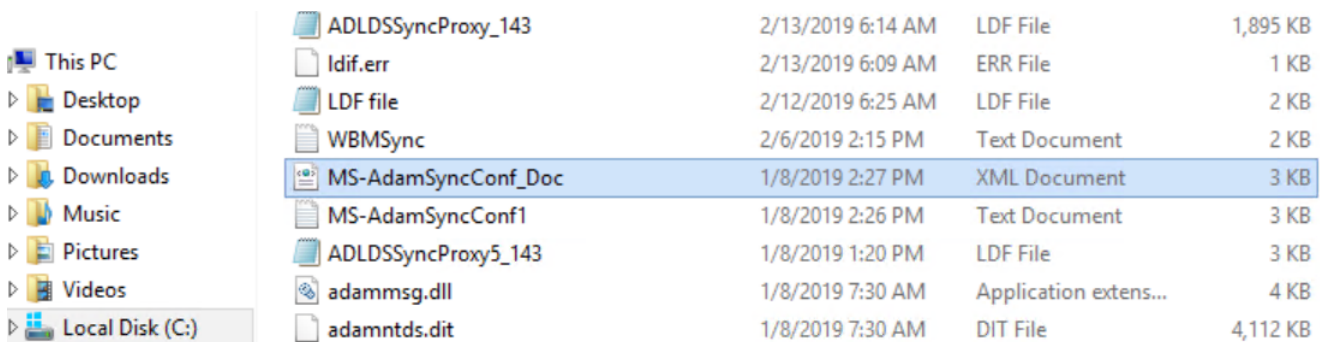 This PC
Desktop
Documents
Downloads
Music
Pictures
Videos
Local Disk (C:)
ADLDSSyncProxy_143 2/13/2019 6:14 AM LDF File 1,895 KB
ldif.err 2/13/2019 6:09 AM ERR File 1 KB
LDF file 2/12/2019 6:25 AM LDF File 2 KB
WBMSync 2/6/2019 2:15 PM Text Document 2 KB
MS-AdamSyncConf_Doc 1/8/2019 2:27 PM XML Document 3 KB
MS-AdamSyncConf1 1/8/2019 2:26 PM Text Document 3 KB
ADLDSSyncProxy5_143 1/8/2019 1:20 PM LDF File 3 KB
adammsg.dll 1/8/2019 7:30 AM Application extens... 4 KB
adamntds.dit 1/8/2019 7:30 AM DIT File 4,112 KB